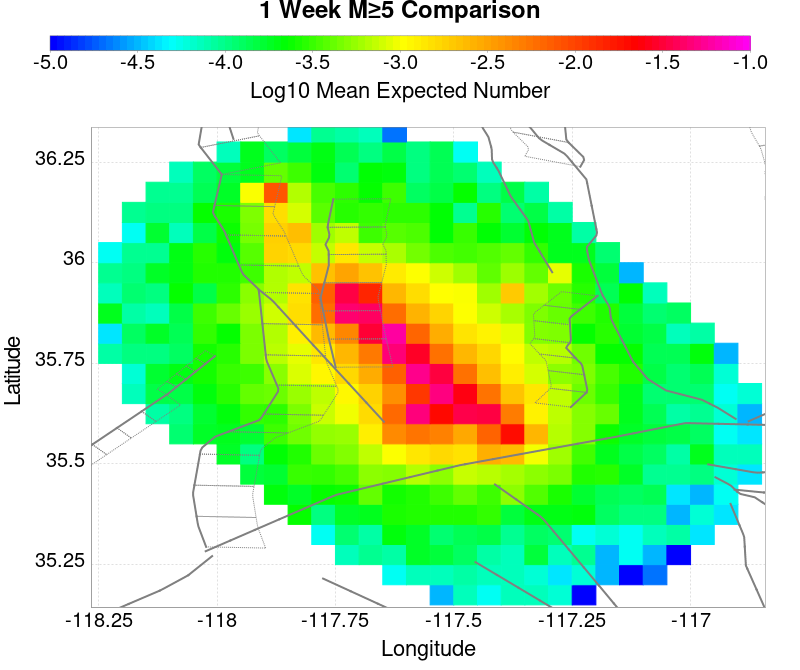 1 Week M≥5 Comparison
-5.0 -4.5 -4.0 -3.5 -3.0 -2.5 -2.0 -1.5 -1.0
Log10 Mean Expected Number
36.25
36
35.75
35.5
35.25
Latitude
-118.25 -118 -117.75 -117.5 -117.25 -117
Longitude